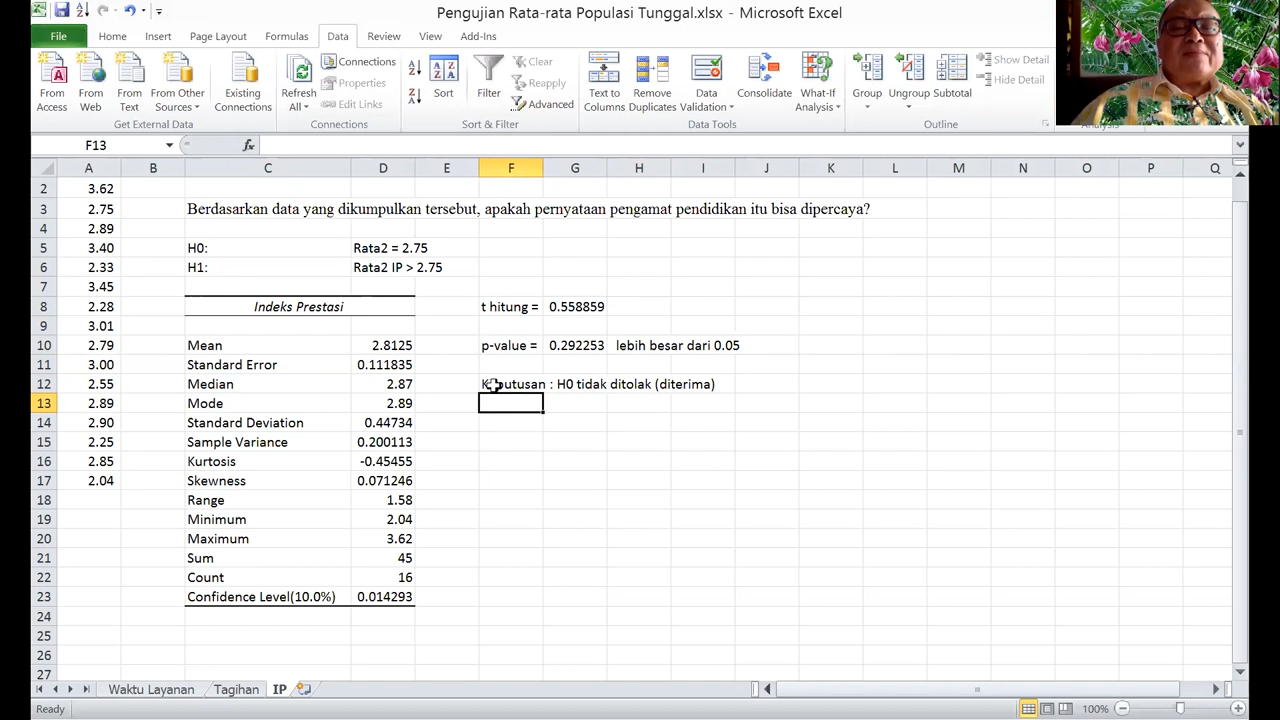 Pengujian Rata-rata Populasi Tunggal.xlsx - Microsoft Excel
File Home Insert Page Layout Formulas Data Review View Add-Ins
From Access
From Web
From Text
From Other Sources
Existing Connections
Get External Data
Refresh All
Connections
Properties
Edit Links
Connections
Sort
Filter
Clear
Reapply
Advanced
Sort & Filter
Text to Columns
Remove Duplicates
Data Validation
Consolidate
What-If Analysis
Data Tools
Group
Ungroup
Subtotal
Show Detail
Hide Detail
Outline
F13 fx
A B C D E F G H I J K L M N O P Q
2 3.62
3 2.75 Berdasarkan data yang dikumpulkan tersebut, apakah pernyataan pengamat pendidikan itu bisa dipercaya?
4 2.89
5 3.40 H0: Rata2 = 2.75
6 2.33 H1: Rata2 IP > 2.75
7 3.45
8 2.28 Indeks Prestasi t hitung = 0.558859
9 3.01
10 2.79 Mean 2.8125 p-value = 0.292253 lebih besar dari 0.05
11 3.00 Standard Error 0.111835
12 2.55 Median 2.87 Keputusan : H0 tidak ditolak (diterima)
13 2.89 Mode 2.89
14 2.90 Standard Deviation 0.44734
15 2.25 Sample Variance 0.200113
16 2.85 Kurtosis -0.45455
17 2.04 Skewness 0.071246
18 Range 1.58
19 Minimum 2.04
20 Maximum 3.62
21 Sum 45
22 Count 16
23 Confidence Level(10.0%) 0.014293
24
25
26
27
Waktu Layanan Tagihan IP
Ready 100%